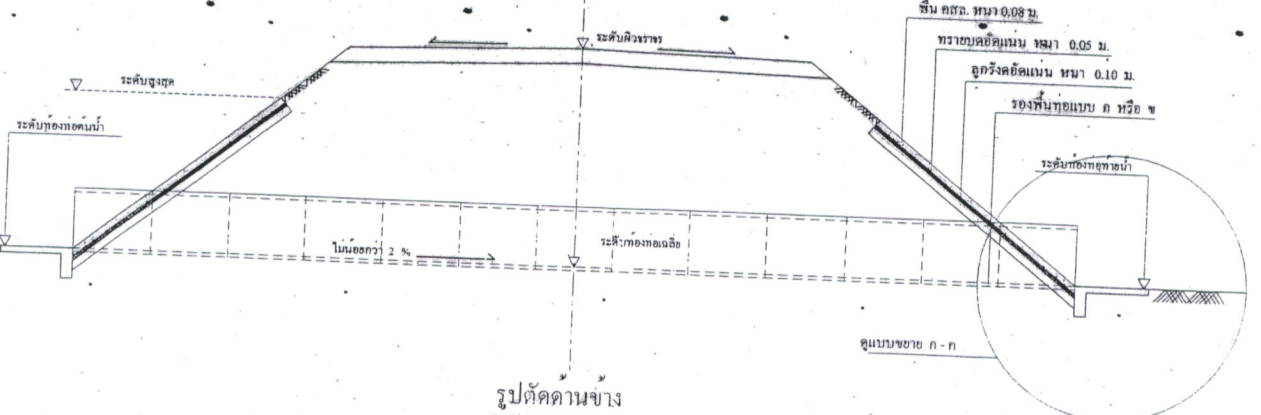 พื้น คสล. หนา 0.08 ม.
ระดับผิวจราจร
ทรายบดอัดแน่น หนา 0.05 ม.
ระดับสูงสุด
ลูกรังอัดแน่น หนา 0.10 ม.
รองพื้นท่อแบบ ก หรือ ข
ระดับท้องท่อต้นน้ำ
ระดับท้องท่อท้ายน้ำ
ไม่น้อยกว่า 2 %
ระดับท้องท่อเฉลี่ย
ดูแบบขยาย ก - ก
รูปตัดด้านข้าง